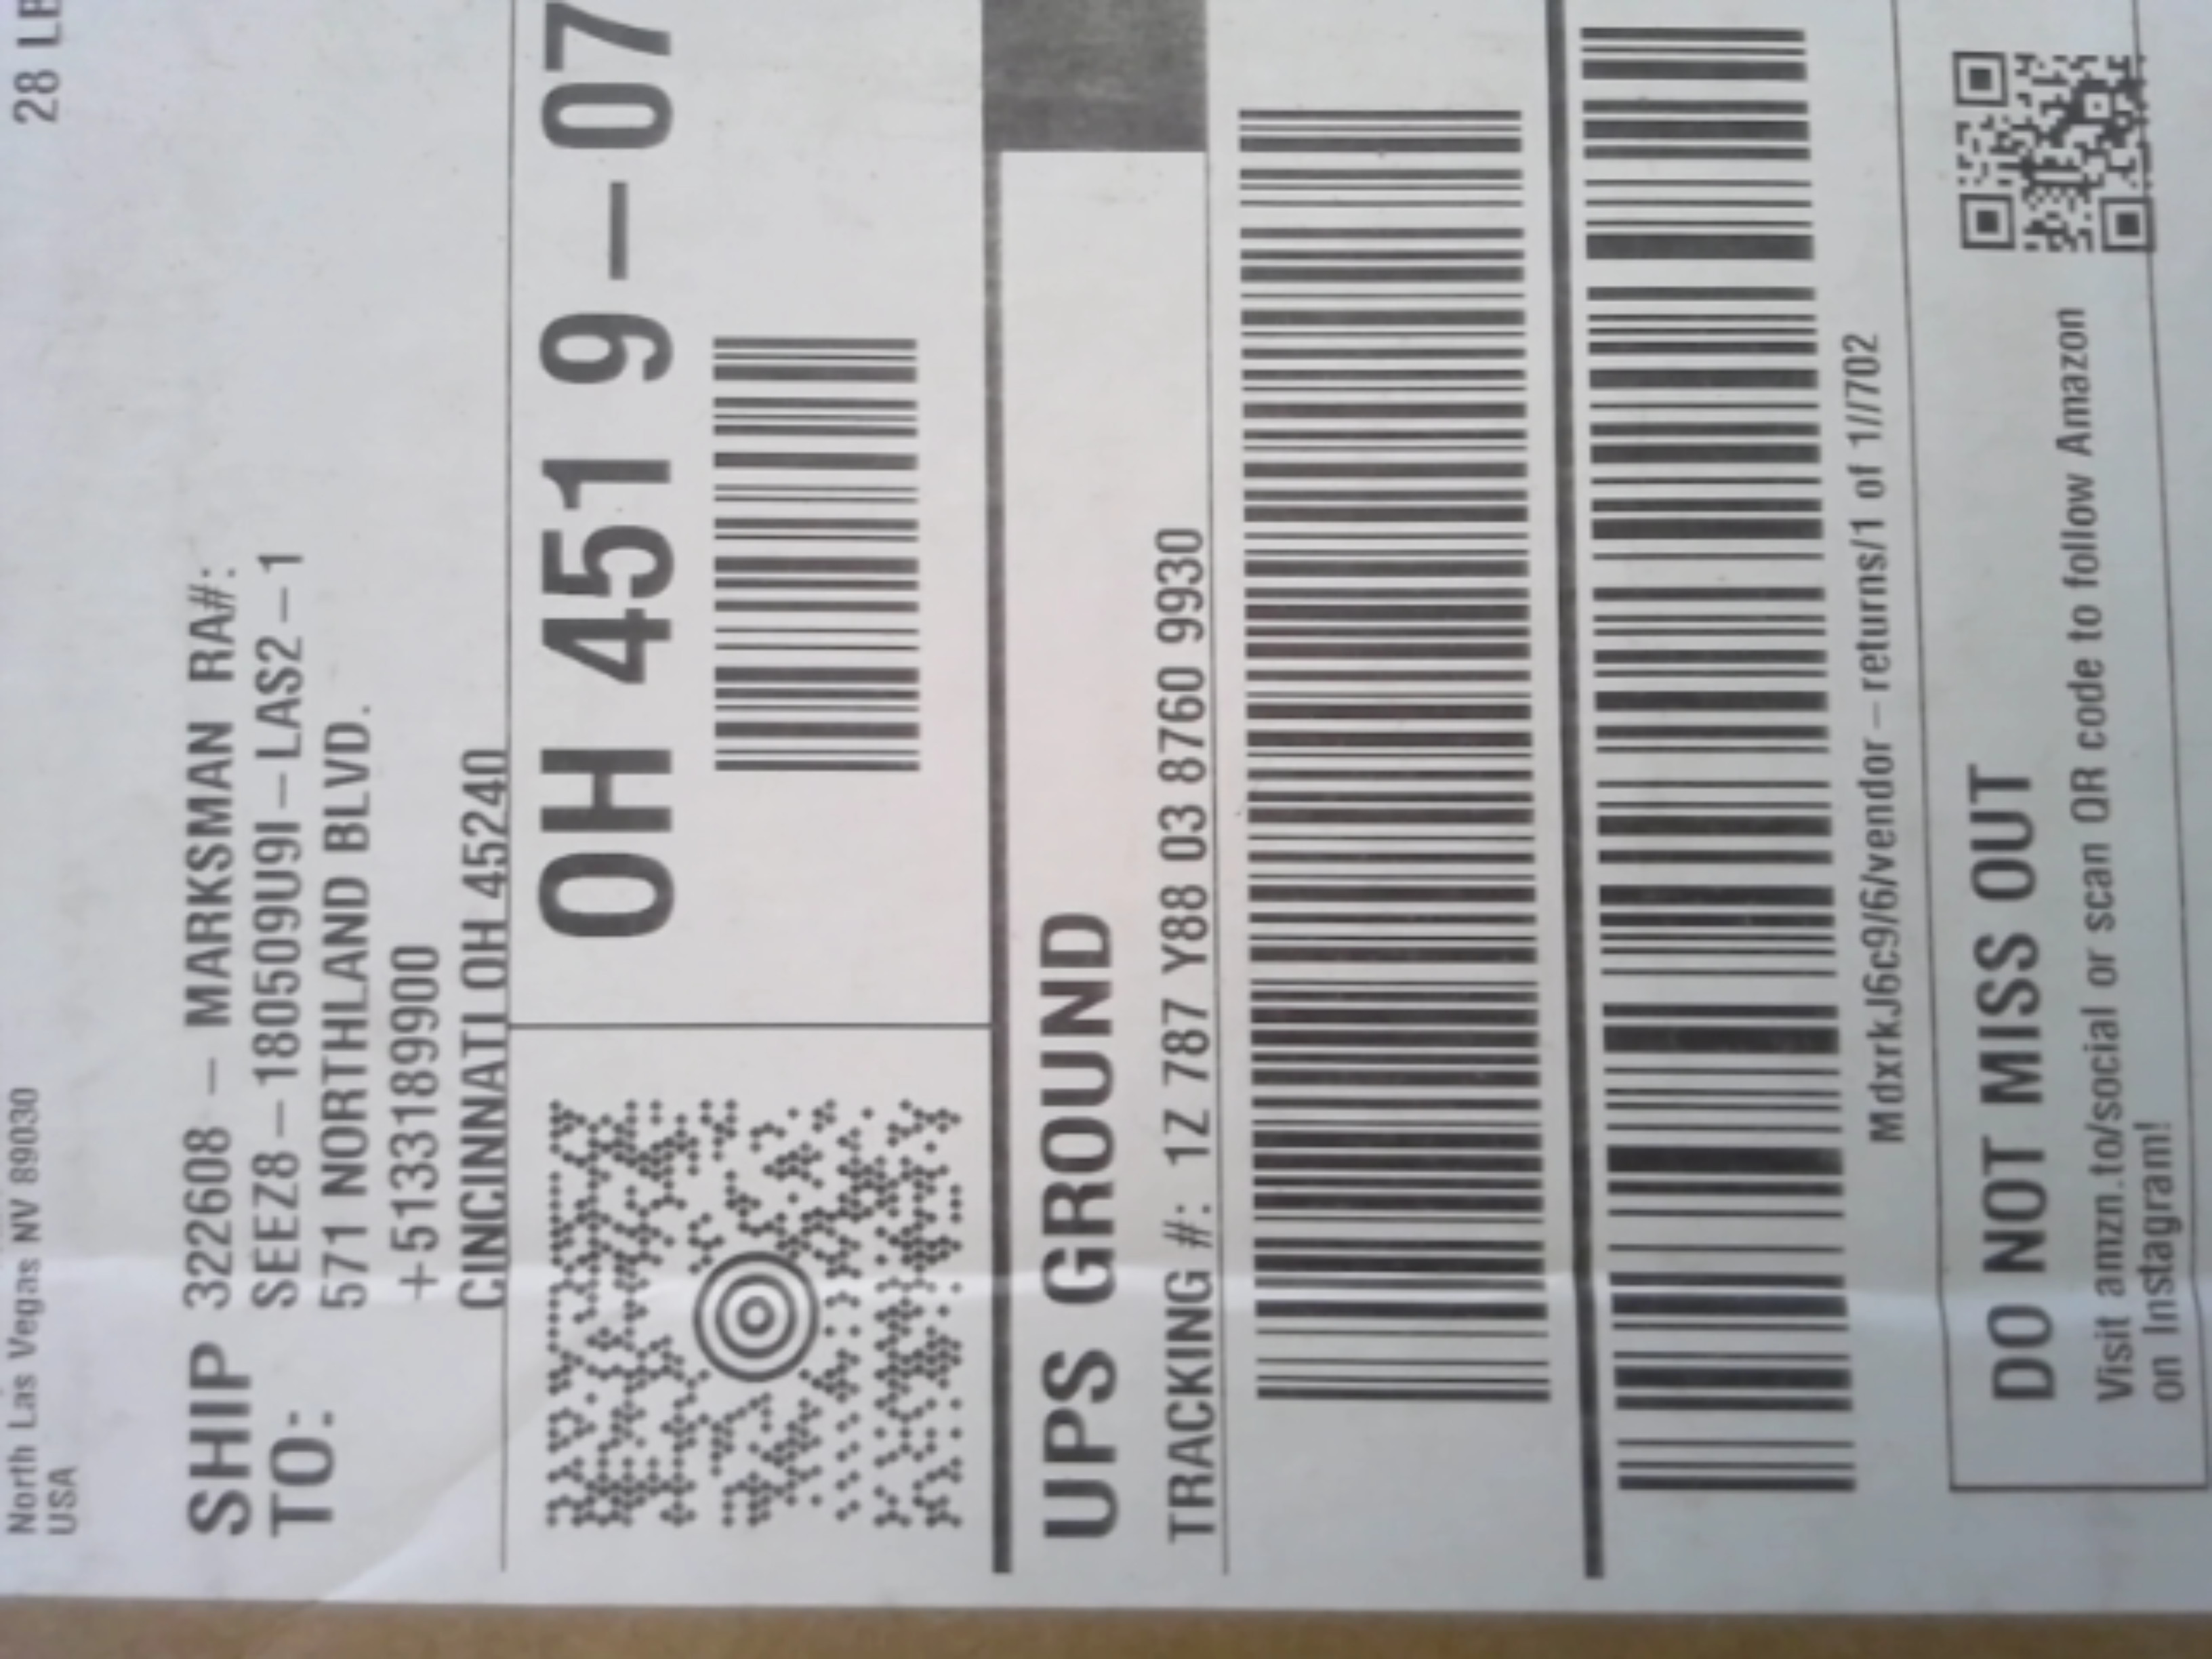 28 LB
North Las Vegas NV 89030
USA
SHIP
TO:
322608 – MARKSMAN RA#:
SEEZ8–180509U9I–LAS2–1
571 NORTHLAND BLVD.
+5133189900
CINCINNATI OH 45240
OH 451 9–07
UPS GROUND
TRACKING #: 1Z 787 Y88 03 8760 9930
MdxrkJ6c9/6/vendor–returns/1 of 1//702
DO NOT MISS OUT
Visit amzn.to/social or scan QR code to follow Amazon
on Instagram!